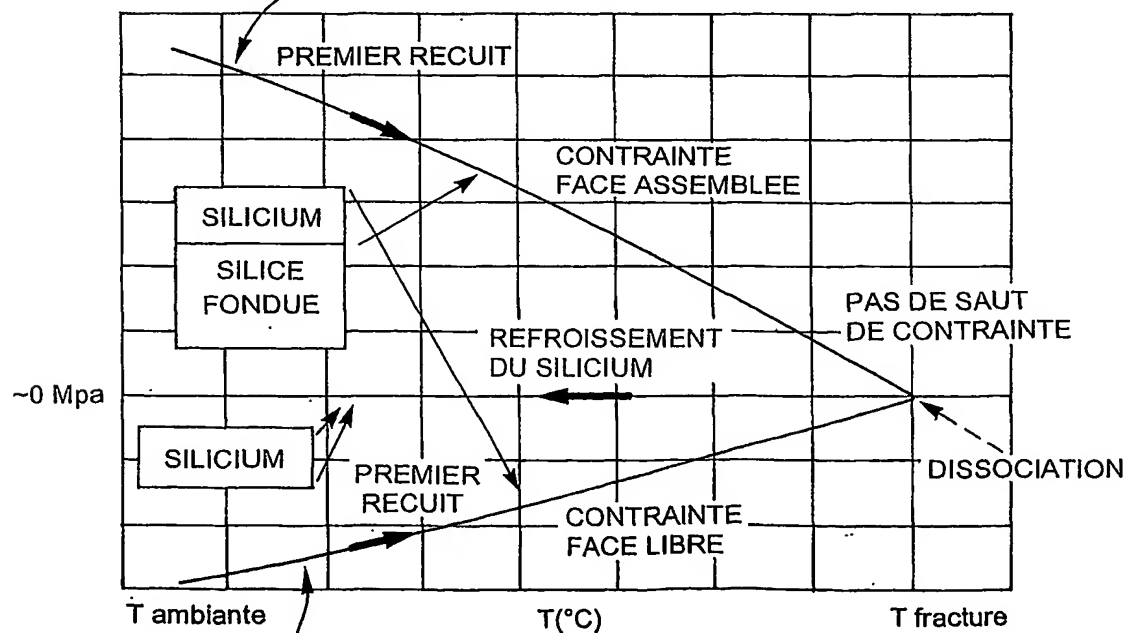 PREMIER RECUIT
CONTRAINTE
FACE ASSEMBLEE
SILICIUM
SILICE
FONDUE
PAS DE SAUT
DE CONTRAINTE
REFROISSEMENT
DU SILICIUM
~0 Mpa
SILICIUM
PREMIER
RECUIT
DISSOCIATION
CONTRAINTE
FACE LIBRE
T ambiante
T(°C)
T fracture